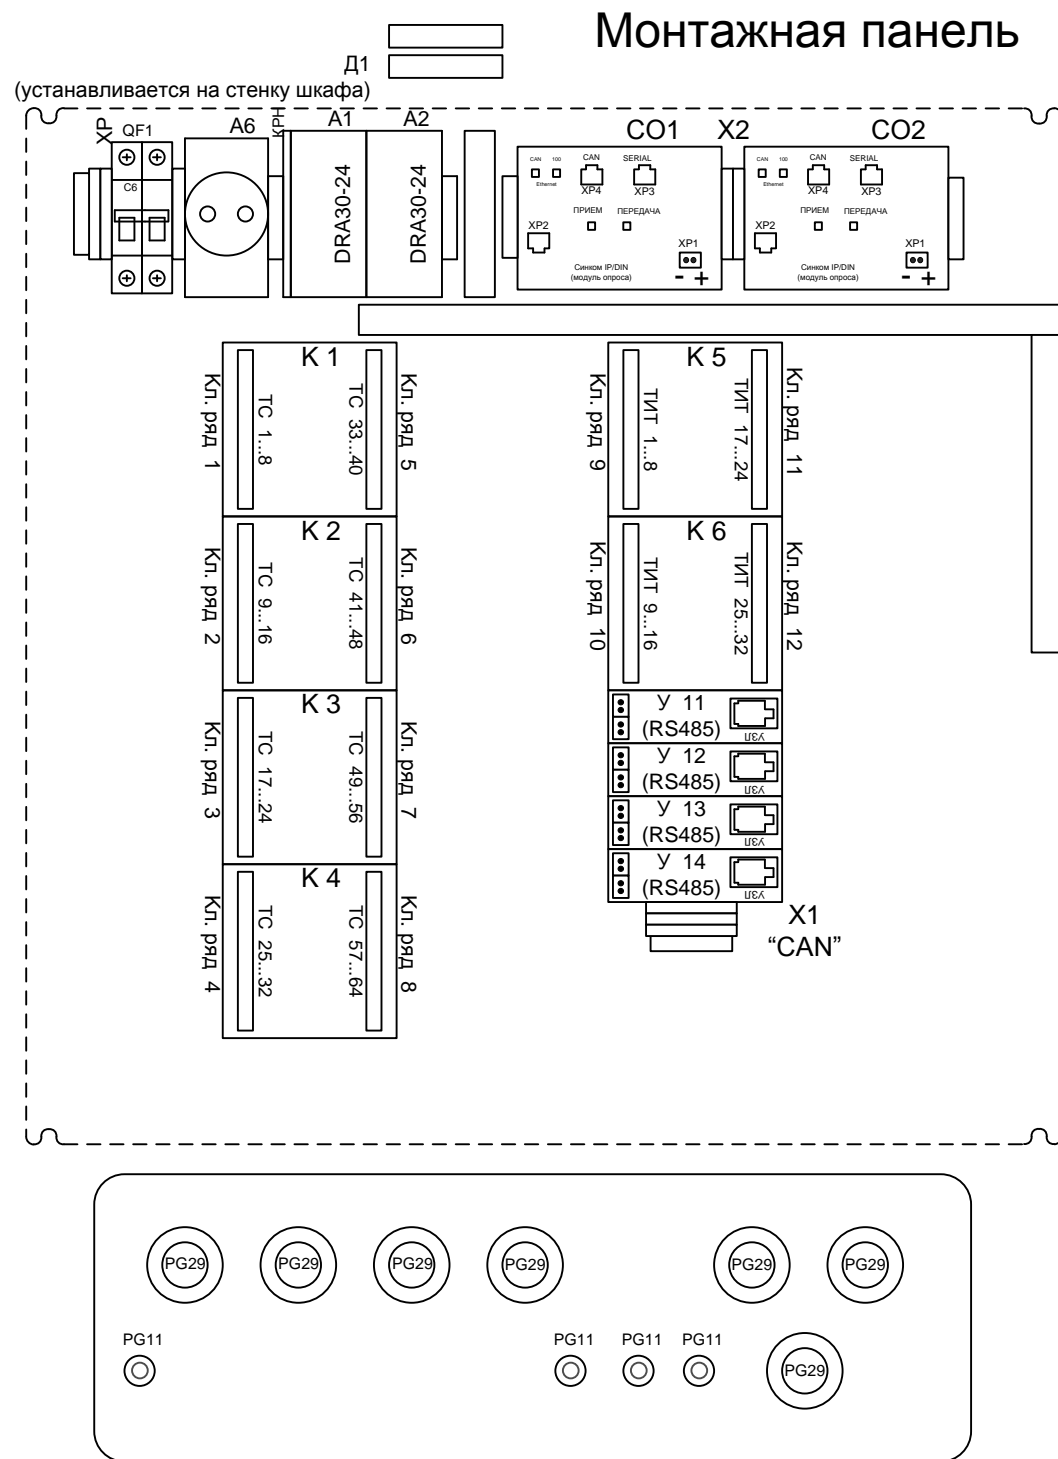 Монтажная панель
Д1
(устанавливается на стенку шкафа)
XP
QF1
A6
КРН
A1
A2
CO1
X2
CO2
C6
DRA30-24
DRA30-24
CAN 100
Ethernet
CAN
XP4
SERIAL
XP3
ПРИЕМ
ПЕРЕДАЧА
XP2
XP1
Синком IP/DIN
(модуль опроса)
- +
CAN 100
Ethernet
CAN
XP4
SERIAL
XP3
ПРИЕМ
ПЕРЕДАЧА
XP2
XP1
Синком IP/DIN
(модуль опроса)
- +
К 1
Кл. ряд 1
ТС 1...8
ТС 33...40
Кл. ряд 5
К 2
Кл. ряд 2
ТС 9...16
ТС 41...48
Кл. ряд 6
К 3
Кл. ряд 3
ТС 17...24
ТС 49...56
Кл. ряд 7
К 4
Кл. ряд 4
ТС 25...32
ТС 57...64
Кл. ряд 8
К 5
Кл. ряд 9
ТИТ 1...8
ТИТ 17...24
Кл. ряд 11
К 6
Кл. ряд 10
ТИТ 9...16
ТИТ 25...32
Кл. ряд 12
У 11
(RS485)
УЗЛ
У 12
(RS485)
УЗЛ
У 13
(RS485)
УЗЛ
У 14
(RS485)
УЗЛ
X1
“CAN”
PG29
PG29
PG29
PG29
PG29
PG29
PG11
PG11
PG11
PG11
PG29